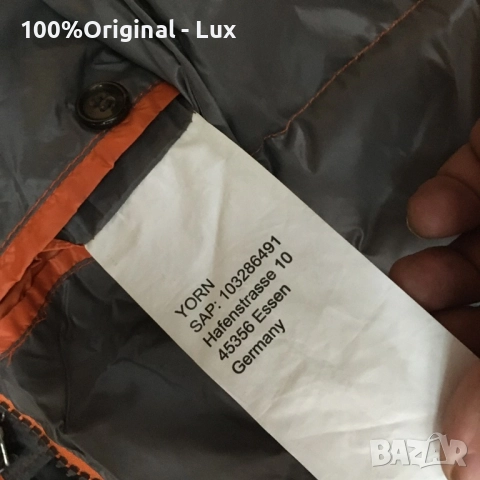 100%Original - Lux
YORN
SAP: 103286491
Hafenstrasse 10
45356 Essen
Germany
BAZAR